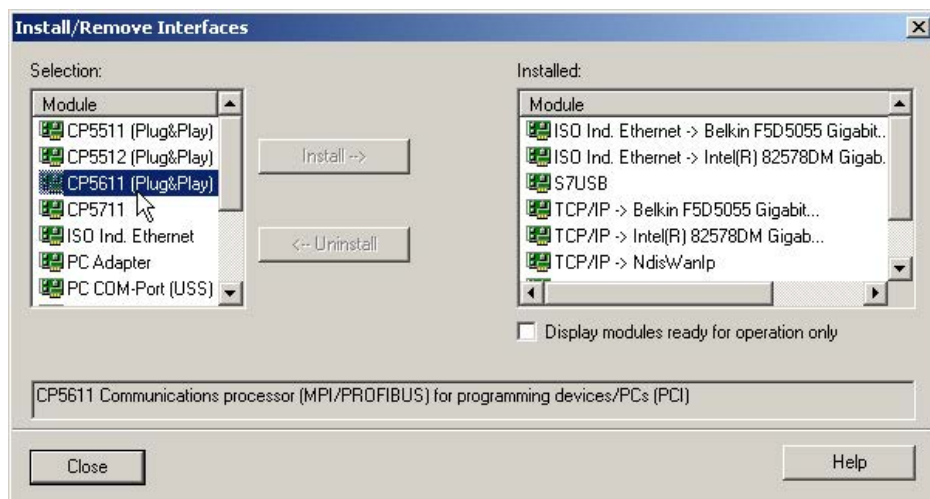 Install/Remove Interfaces
Selection:
Module
CP5511 (Plug&Play)
CP5512 (Plug&Play)
CP5611 (Plug&Play)
CP5711
ISO Ind. Ethernet
PC Adapter
PC COM-Port (USS)
Install -->
<-- Uninstall
Installed:
Module
ISO Ind. Ethernet -> Belkin F5D5055 Gigabit..
ISO Ind. Ethernet -> Intel(R) 82578DM Gigab.
S7USB
TCP/IP -> Belkin F5D5055 Gigabit...
TCP/IP -> Intel(R) 82578DM Gigab...
TCP/IP -> NdisWanIp
Display modules ready for operation only
CP5611 Communications processor (MPI/PROFIBUS) for programming devices/PCs (PCI)
Close
Help